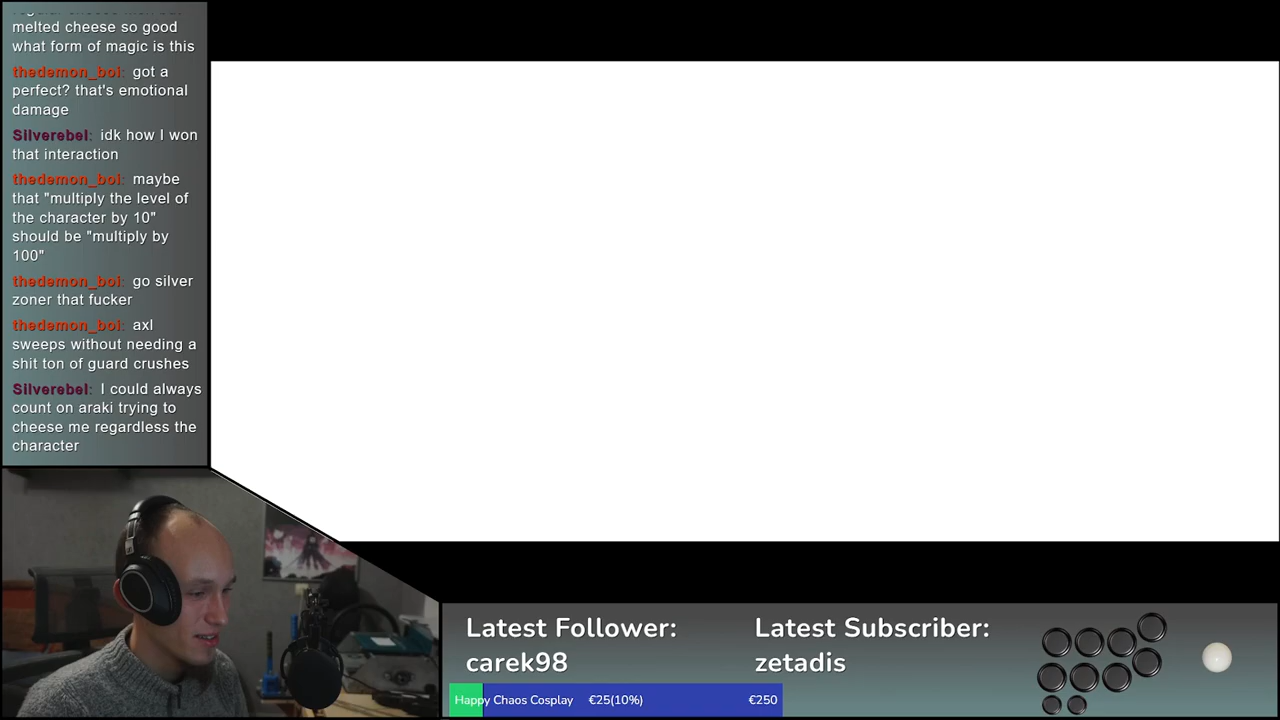 melted cheese so good
what form of magic is this
thedemon_boi: got a
perfect? that's emotional
damage
Silverebel: idk how I won
that interaction
thedemon_boi: maybe
that "multiply the level of
the character by 10"
should be "multiply by
100"
thedemon_boi: go silver
zoner that fucker
thedemon_boi: axl
sweeps without needing a
shit ton of guard crushes
Silverebel: I could always
count on araki trying to
cheese me regardless the
character
Latest Follower:
carek98
Latest Subscriber:
zetadis
Happy Chaos Cosplay €25(10%) €250